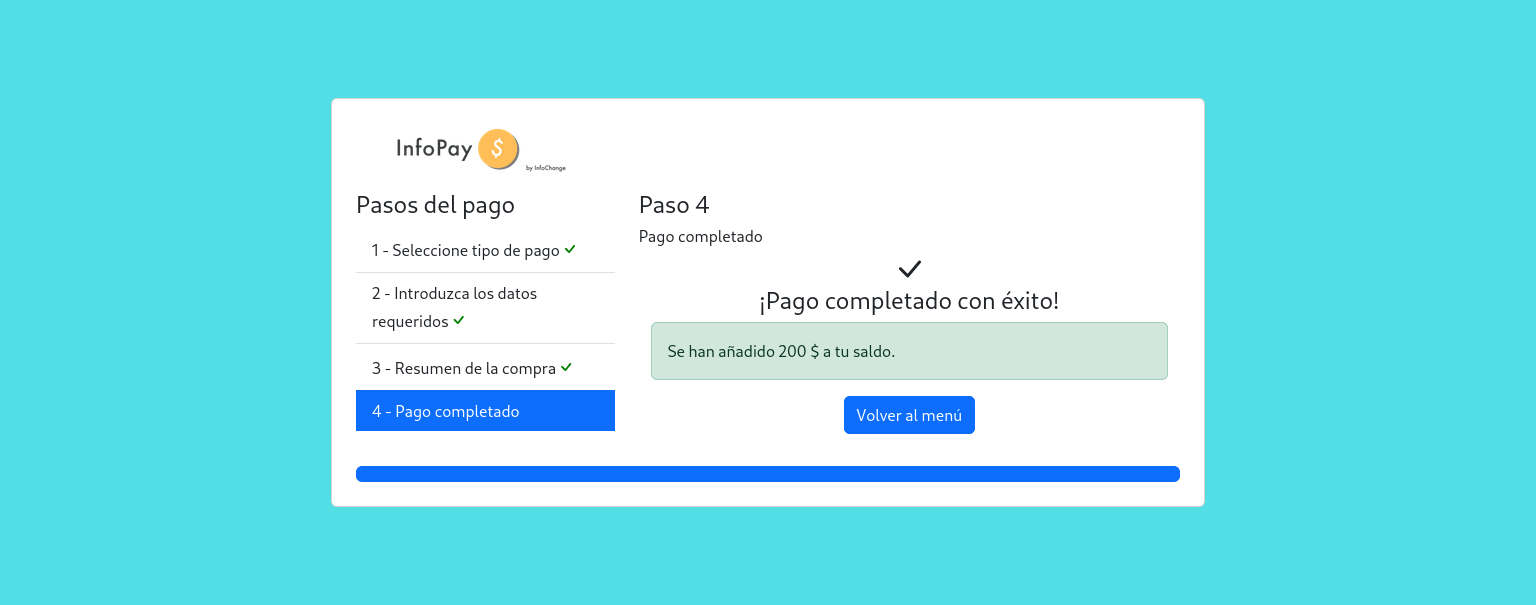 InfoPay $
by InfoChange
Pasos del pago
1 - Seleccione tipo de pago
2 - Introduzca los datos
requeridos
3 - Resumen de la compra
4 - Pago completado
Paso 4
Pago completado
¡Pago completado con éxito!
Se han añadido 200 $ a tu saldo.
Volver al menú